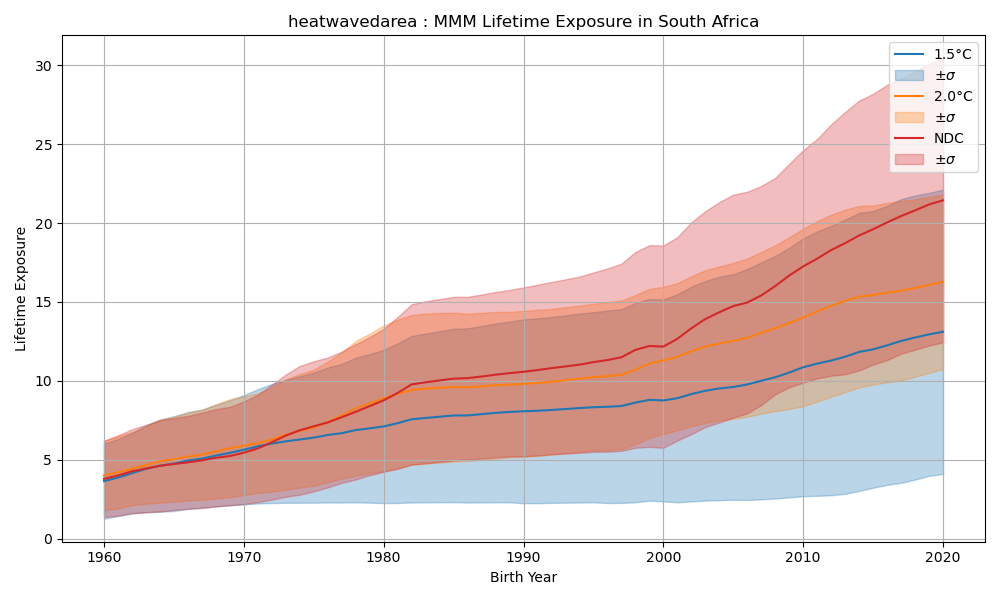 heatwavedarea : MMM Lifetime Exposure in South Africa
1.5°C
±σ
2.0°C
±σ
NDC
±σ
Lifetime Exposure
30
25
20
15
10
5
0
1960 1970 1980 1990 2000 2010 2020
Birth Year